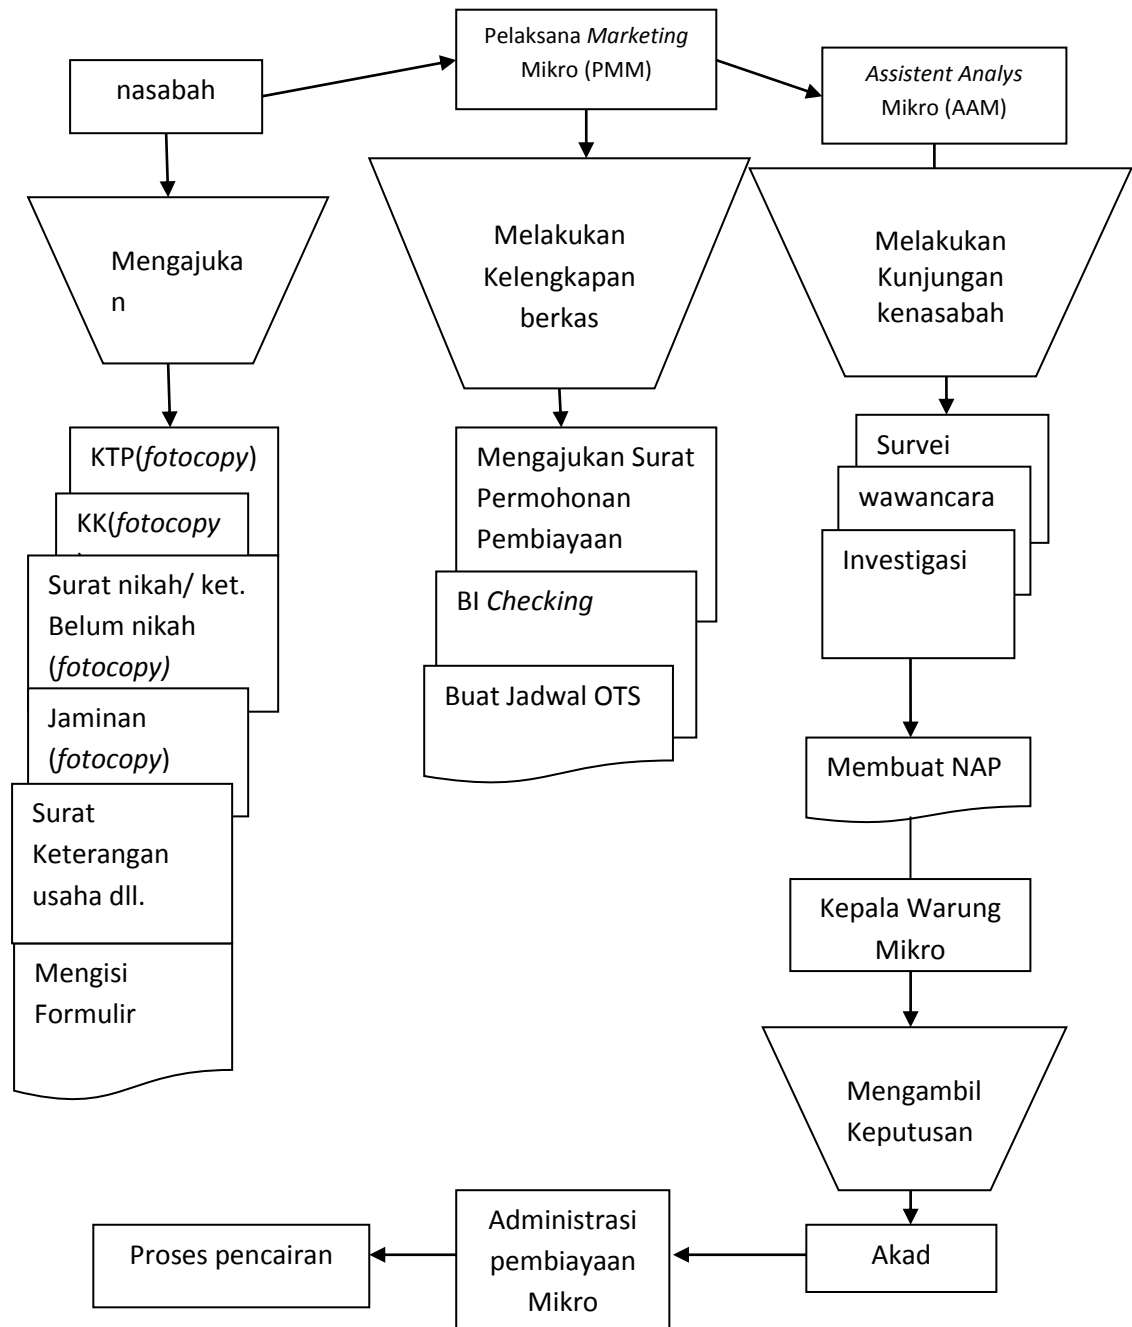 nasabah
Pelaksana Marketing
Mikro (PMM)
Assistent Analys
Mikro (AAM)
Mengajuka
n
Melakukan
Kelengkapan
berkas
Melakukan
Kunjungan
kenasabah
KTP(fotocopy)
KK(fotocopy
Surat nikah/ ket.
Belum nikah
(fotocopy)
Jaminan
(fotocopy)
Surat
Keterangan
usaha dll.
Mengisi
Formulir
Mengajukan Surat
Permohonan
Pembiayaan
BI Checking
Buat Jadwal OTS
Survei
wawancara
Investigasi
Membuat NAP
Kepala Warung
Mikro
Mengambil
Keputusan
Akad
Administrasi
pembiayaan
Mikro
Proses pencairan